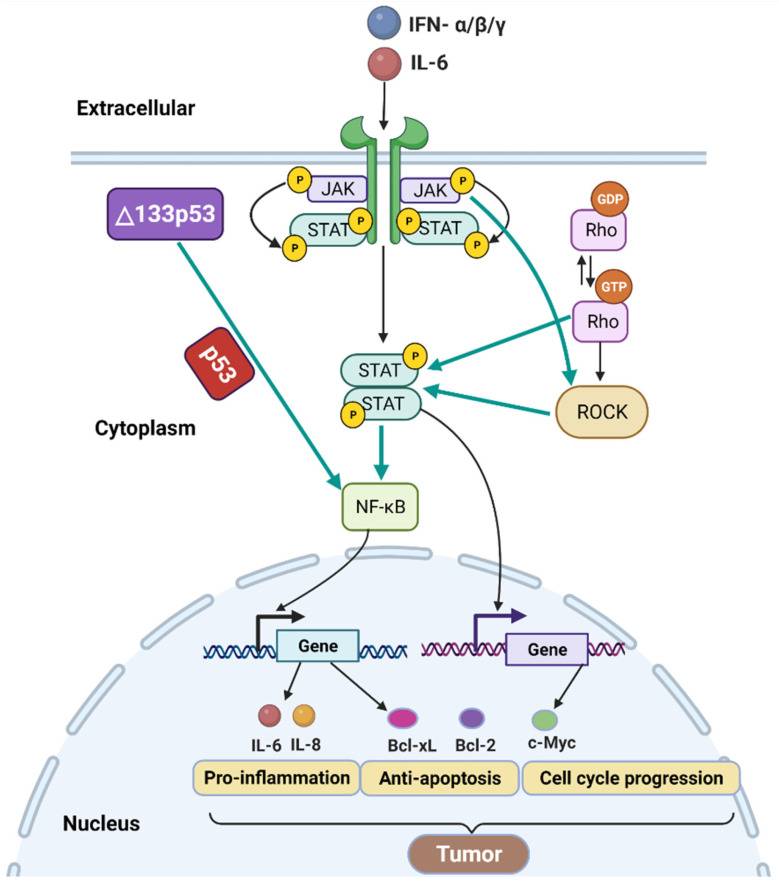 IFN- α/β/γ
IL-6
Extracellular
P
JAK
JAK
P
△133p53
STAT
P
P
STAT
P
P
GDP
Rho
GTP
Rho
p53
STAT
P
P
STAT
ROCK
Cytoplasm
NF-κB
Gene
Gene
IL-6
IL-8
Bcl-xL
Bcl-2
c-Myc
Pro-inflammation
Anti-apoptosis
Cell cycle progression
Nucleus
Tumor